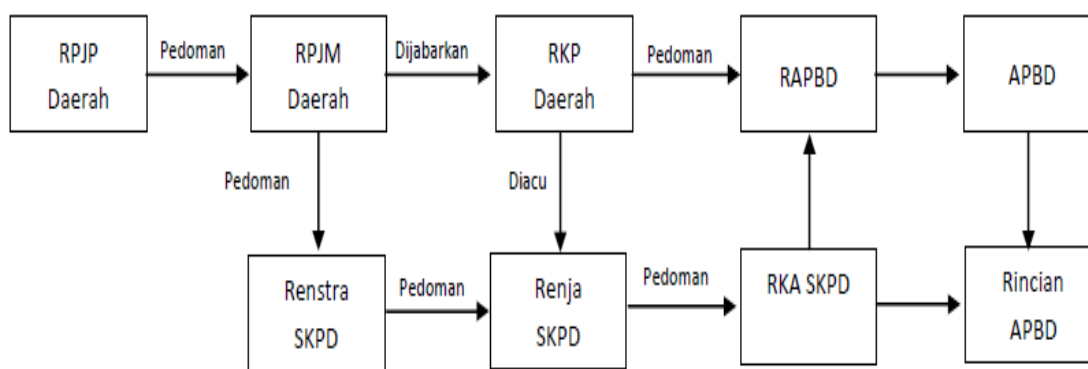 RPJP
Daerah
Pedoman
RPJM
Daerah
Dijabarkan
RKP
Daerah
Pedoman
RAPBD
APBD
Pedoman
Diacu
Renstra
SKPD
Pedoman
Renja
SKPD
Pedoman
RKA SKPD
Rincian
APBD